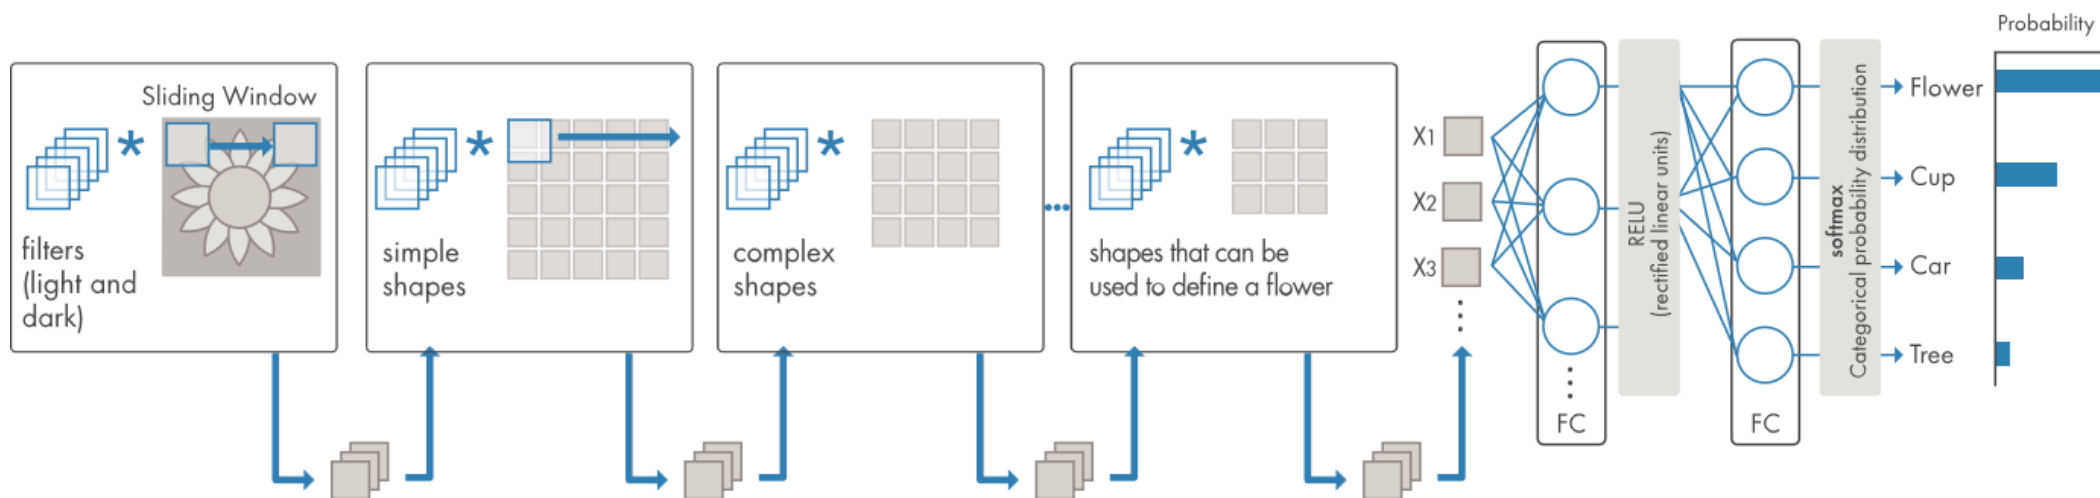 Sliding Window
*
filters
(light and
dark)
*
simple
shapes
*
complex
shapes
*
shapes that can be
used to define a flower
X1
X2
X3
FC
RELU
(rectified linear units)
FC
softmax
Categorical probability distribution
Probability
Flower
Cup
Car
Tree